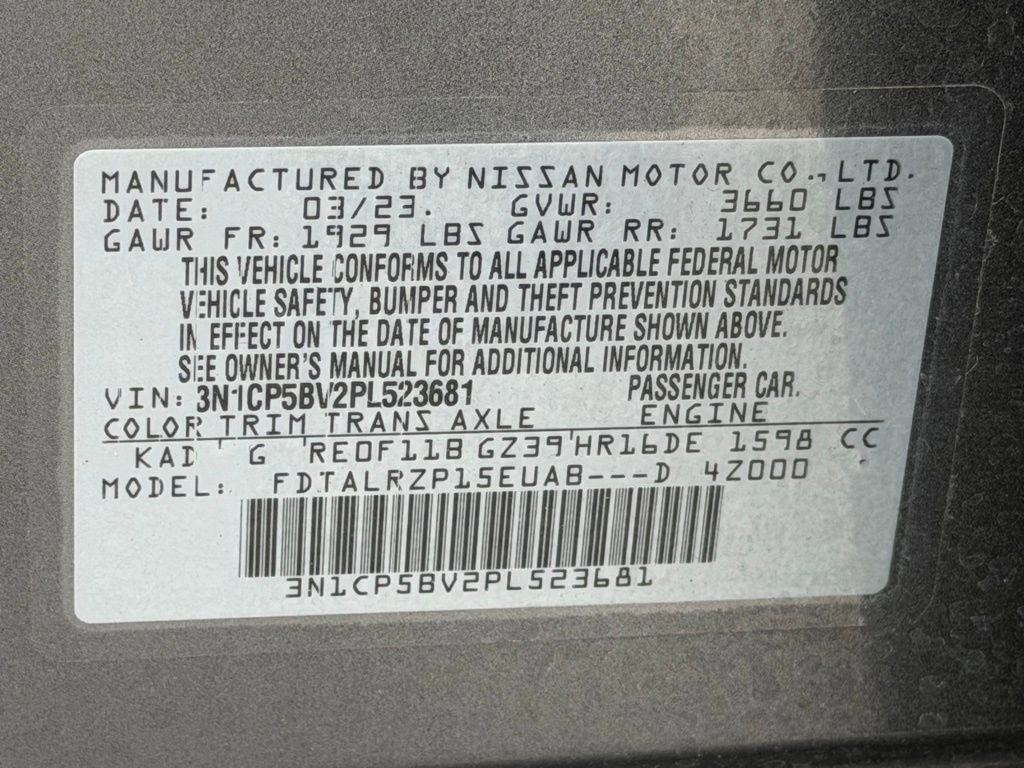 MANUFACTURED BY NISSAN MOTOR CO., LTD.
DATE: 03/23. GVWR: 3660 LBS
GAWR FR: 1929 LBS GAWR RR: 1731 LBS
THIS VEHICLE CONFORMS TO ALL APPLICABLE FEDERAL MOTOR
VEHICLE SAFETY, BUMPER AND THEFT PREVENTION STANDARDS
IN EFFECT ON THE DATE OF MANUFACTURE SHOWN ABOVE.
SEE OWNER'S MANUAL FOR ADDITIONAL INFORMATION.
VIN: 3N1CP5BV2PL523681 PASSENGER CAR.
COLOR TRIM TRANS AXLE ENGINE
KAD G RE0F11B GZ39 HR16DE 1598 CC
MODEL: FDTALRZP15EUAB---D 4Z000
3N1CP5BV2PL523681